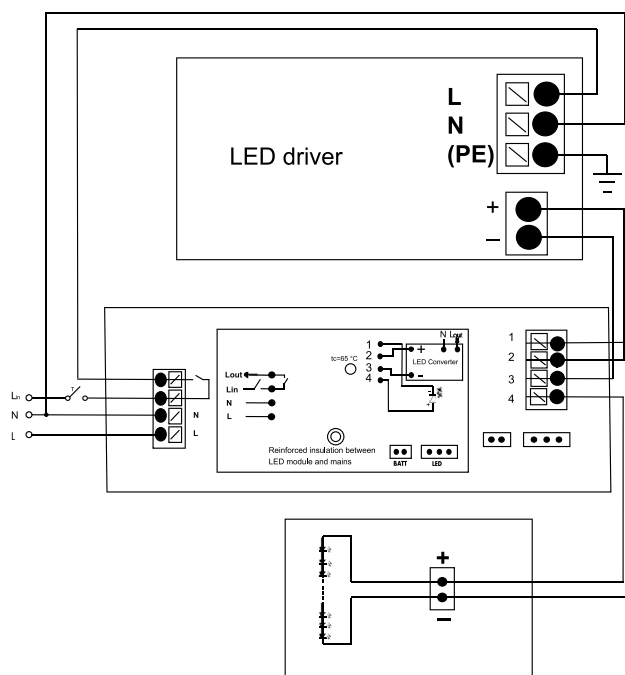 L
N
(PE)
LED driver
+
−
1
2
3
4
N Lout
+
LED Converter
-
tc=65 °C
1
2
3
4
Lout
Lin
N
L
Lin
T
N
L
N
L
Reinforced insulation between
LED module and mains
BATT
LED
+
−